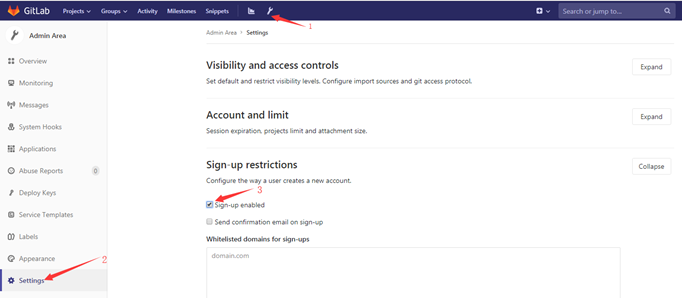 GitLab Projects Groups Activity Milestones Snippets Search or jump to...
1
Admin Area
Admin Area > Settings
Overview
Monitoring
Messages
System Hooks
Applications
Abuse Reports 0
Deploy Keys
Service Templates
Labels
Appearance
Settings
2
Visibility and access controls
Expand
Set default and restrict visibility levels. Configure import sources and git access protocol.
Account and limit
Expand
Session expiration, projects limit and attachment size.
Sign-up restrictions
Collapse
Configure the way a user creates a new account.
3
Sign-up enabled
Send confirmation email on sign-up
Whitelisted domains for sign-ups
domain.com